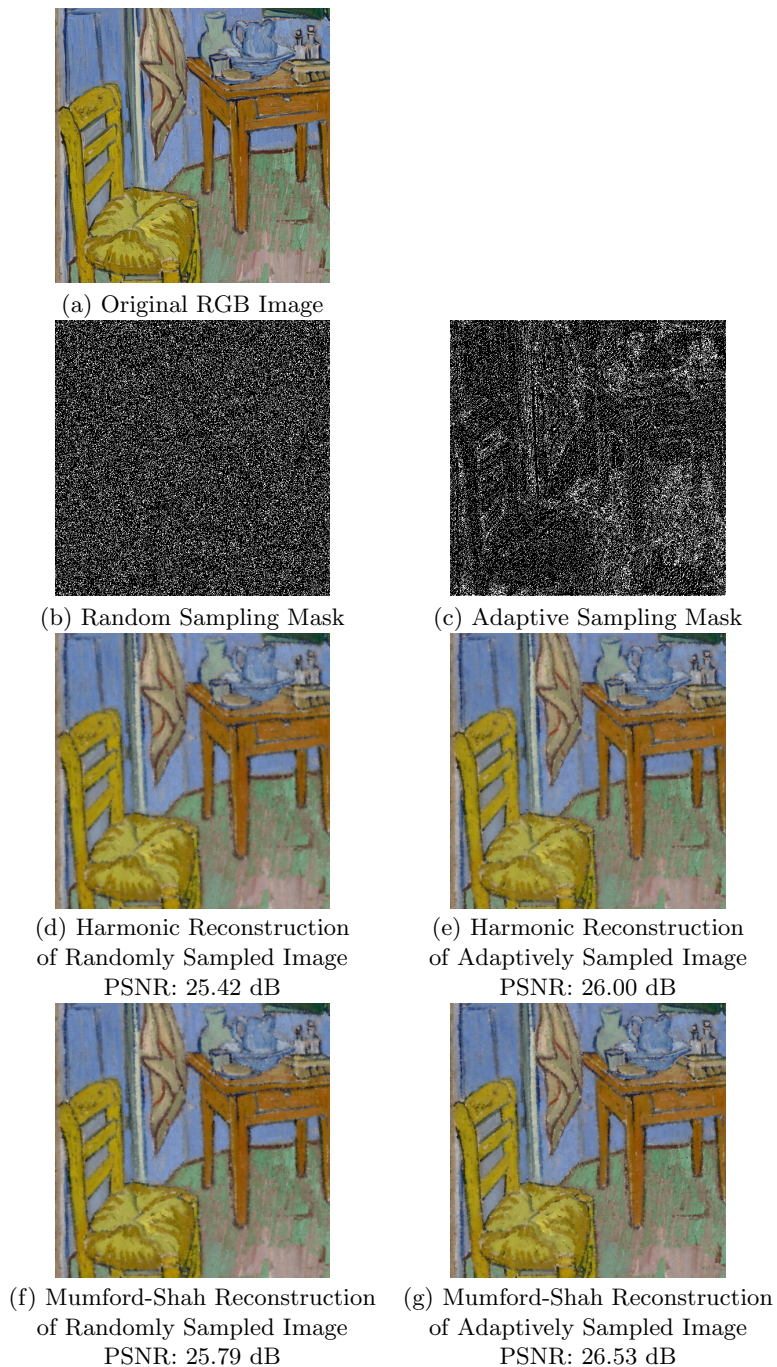 (a) Original RGB Image
(b) Random Sampling Mask
(c) Adaptive Sampling Mask
(d) Harmonic Reconstruction
of Randomly Sampled Image
PSNR: 25.42 dB
(e) Harmonic Reconstruction
of Adaptively Sampled Image
PSNR: 26.00 dB
(f) Mumford-Shah Reconstruction
of Randomly Sampled Image
PSNR: 25.79 dB
(g) Mumford-Shah Reconstruction
of Adaptively Sampled Image
PSNR: 26.53 dB